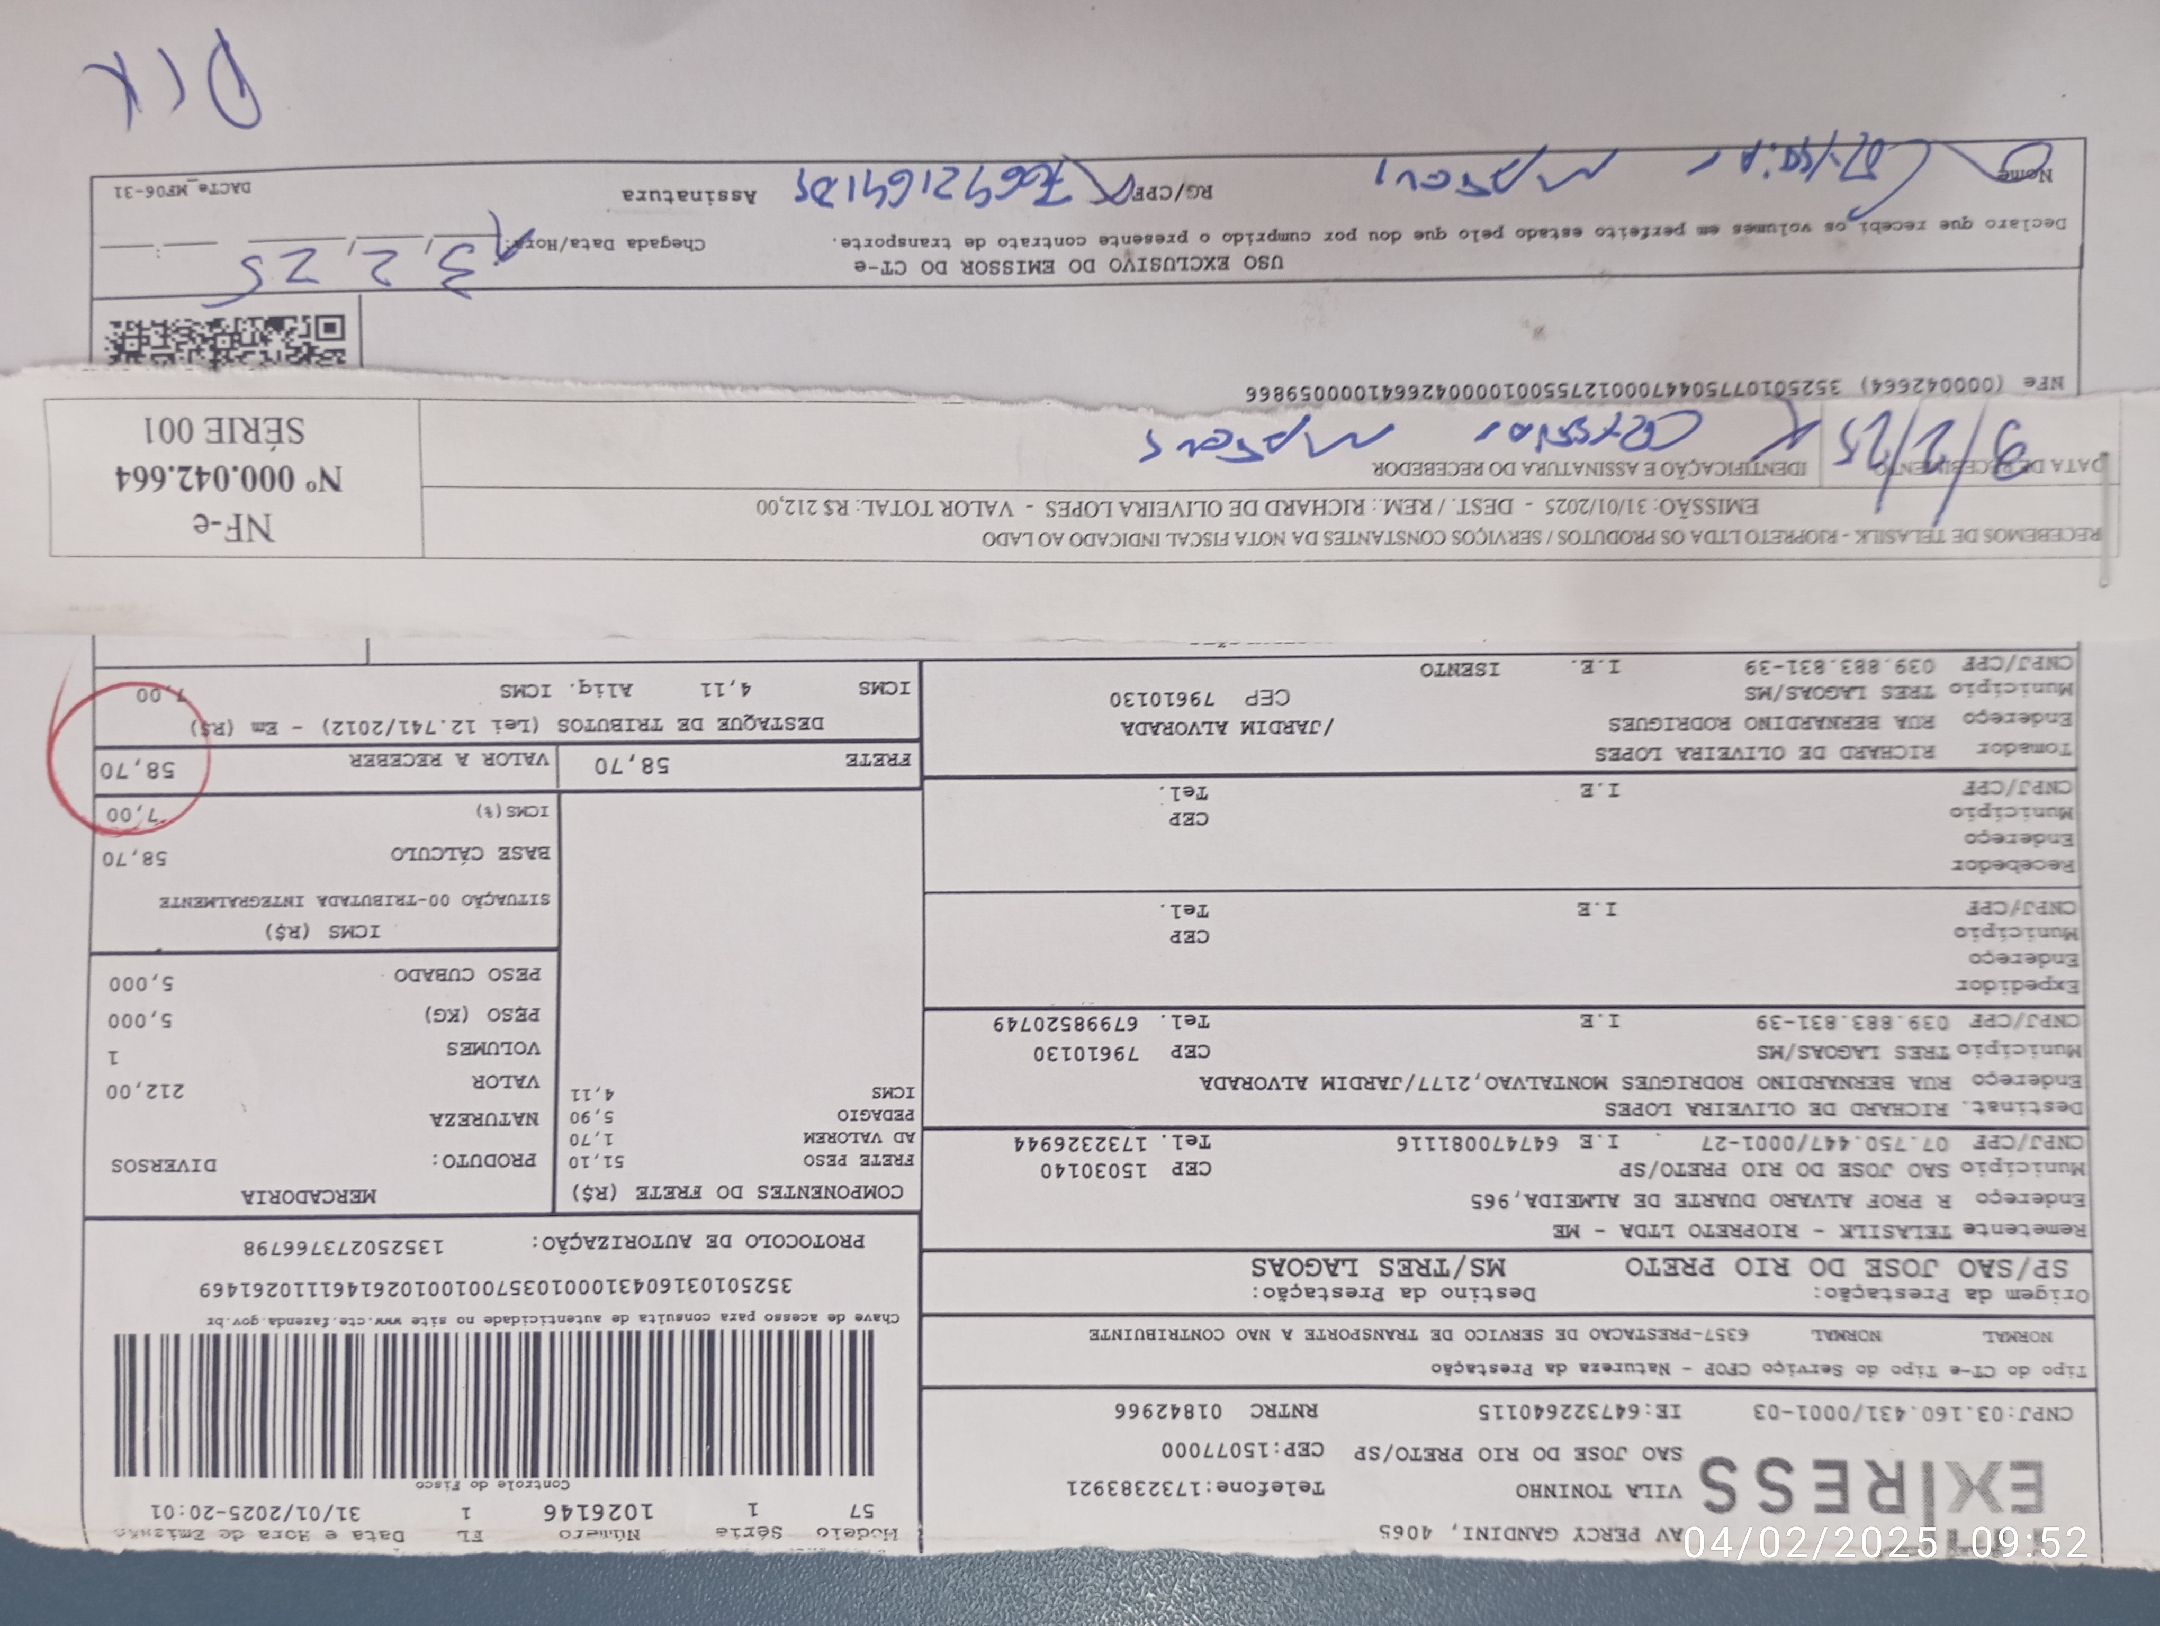 EX|RESS
AV PERCY GANDINI, 4065
VILA TONINHO Telefone:1732383921
SAO JOSE DO RIO PRETO/SP CEP:15077000
CNPJ:03.160.431/0001-03 IE:647322640115 RNTRC 01842966
Modelo Série Número FL Data e Hora de Emissão
57 1 1026146 1 31/01/2025-20:01
Controle do Fisco
Chave de acesso para consulta de autenticidade no site www.cte.fazenda.gov.br
35250103160431000103570010010261461110261469
PROTOCOLO DE AUTORIZAÇÃO: 135250273766798
Tipo do CT-e Tipo do Serviço CFOP - Natureza da Prestação
NORMAL NORMAL 6357-PRESTACAO DE SERVICO DE TRANSPORTE A NAO CONTRIBUINTE
Origem da Prestação: Destino da Prestação:
SP/SAO JOSE DO RIO PRETO MS/TRES LAGOAS
Remetente TELASILK - RIOPRETO LTDA - ME
Endereço R PROF ALVARO DUARTE DE ALMEIDA,965
Município SAO JOSE DO RIO PRETO/SP CEP 15030140
CNPJ/CPF 07.750.447/0001-27 I.E 647470081116 Tel. 1732326944
Destinat. RICHARD DE OLIVEIRA LOPES
Endereço RUA BERNARDINO RODRIGUES MONTALVAO,2177/JARDIM ALVORADA
Município TRES LAGOAS/MS CEP 79610130
CNPJ/CPF 039.883.831-39 I.E Tel. 67998520749
Expedidor
Endereço
Município CEP
CNPJ/CPF I.E Tel.
Recebedor
Endereço
Município CEP
CNPJ/CPF I.E Tel.
Tomador RICHARD DE OLIVEIRA LOPES
Endereço RUA BERNARDINO RODRIGUES /JARDIM ALVORADA
Município TRES LAGOAS/MS CEP 79610130
CNPJ/CPF 039.883.831-39 I.E. ISENTO
COMPONENTES DO FRETE (R$)
FRETE PESO 51,10
AD VALOREM 1,70
PEDAGIO 5,90
ICMS 4,11
MERCADORIA
PRODUTO: DIVERSOS
NATUREZA
VALOR 212,00
VOLUMES 1
PESO (KG) 5,000
PESO CUBADO 5,000
ICMS (R$)
SITUAÇÃO 00-TRIBUTADA INTEGRALMENTE
BASE CÁLCULO 58,70
ICMS(%) 7,00
FRETE 58,70 VALOR A RECEBER 58,70
DESTAQUE DE TRIBUTOS (Lei 12.741/2012) - Em (R$)
ICMS 4,11 Aliq. ICMS 7,00
RECEBEMOS DE TELASILK - RIOPRETO LTDA OS PRODUTOS / SERVIÇOS CONSTANTES DA NOTA FISCAL INDICADO AO LADO
EMISSÃO: 31/01/2025 - DEST. / REM.: RICHARD DE OLIVEIRA LOPES - VALOR TOTAL: R$ 212,00
DATA DE RECEBIMENTO IDENTIFICAÇÃO E ASSINATURA DO RECEBEDOR
NF-e
Nº 000.042.664
SÉRIE 001
NFe (000042664) 35250107750447000127550010000426641000059866
USO EXCLUSIVO DO EMISSOR DO CT-e
Declaro que recebi os volumes em perfeito estado pelo que dou por cumprido o presente contrato de transporte. Chegada Data/Hora: 3, 2, 25
Nome RG/CPF Assinatura DACTe_MF06-31
04/02/2025 09:52